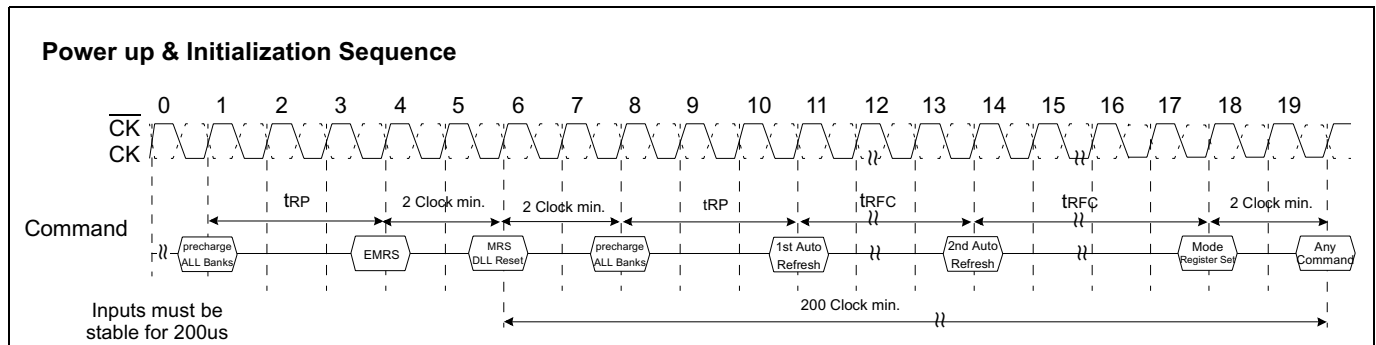 Power up & Initialization Sequence
0 1 2 3 4 5 6 7 8 9 10 11 12 13 14 15 16 17 18 19
CK
CK
tRP 2 Clock min. 2 Clock min. tRP tRFC tRFC 2 Clock min.
Command
precharge
ALL Banks
EMRS
MRS
DLL Reset
precharge
ALL Banks
1st Auto
Refresh
2nd Auto
Refresh
Mode
Register Set
Any
Command
200 Clock min.
Inputs must be
stable for 200us